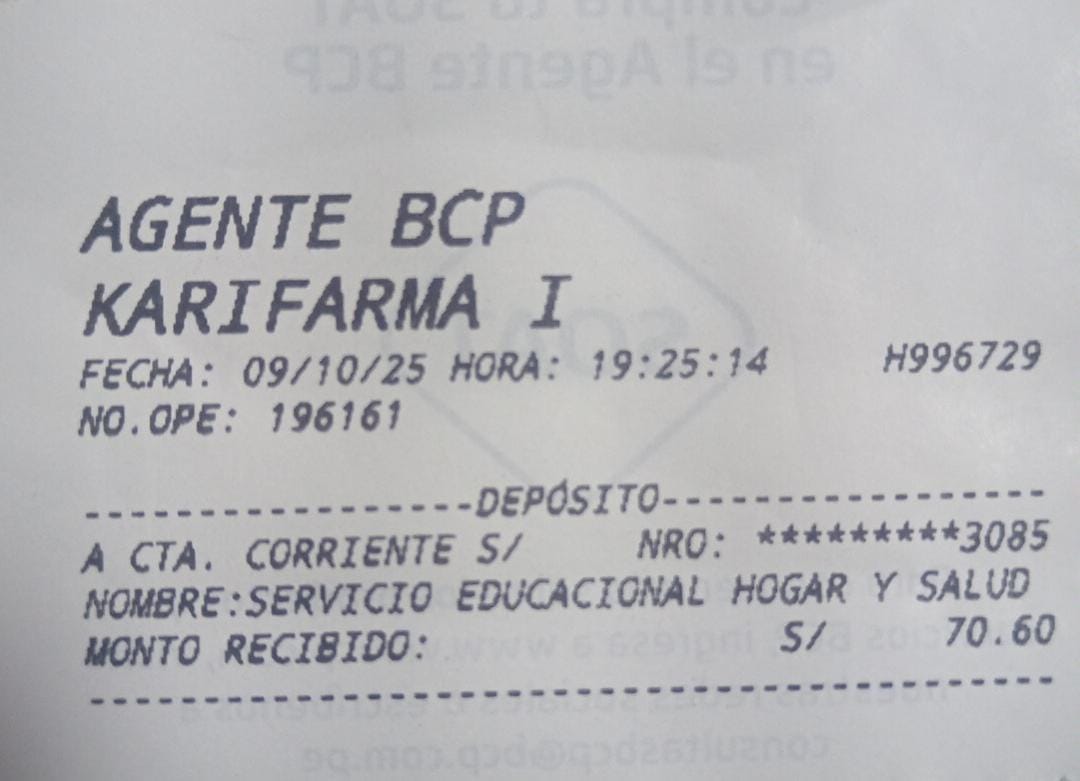 AGENTE BCP
KARIFARMA I
FECHA: 09/10/25 HORA: 19:25:14 H996729
NO.OPE: 196161
-----------------DEPÓSITO-----------------
A CTA. CORRIENTE S/ NRO: *********3085
NOMBRE:SERVICIO EDUCACIONAL HOGAR Y SALUD
MONTO RECIBIDO: S/ 70.60
------------------------------------------